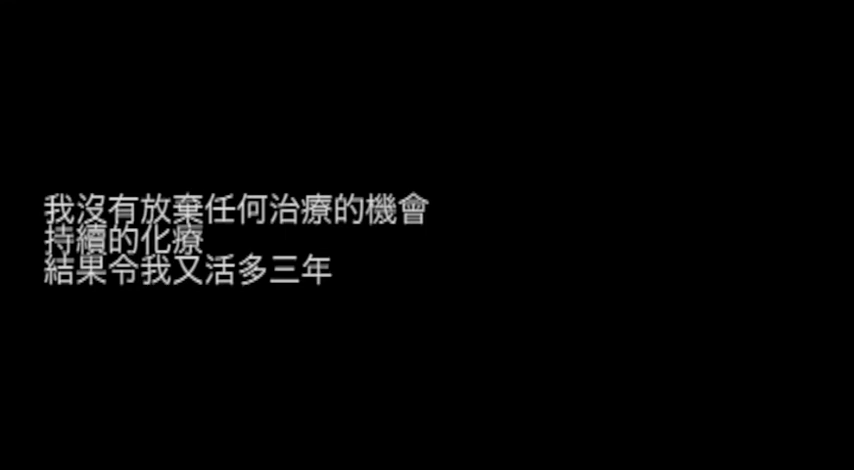 我沒有放棄任何治療的機會
持續的化療
結果令我又活多三年